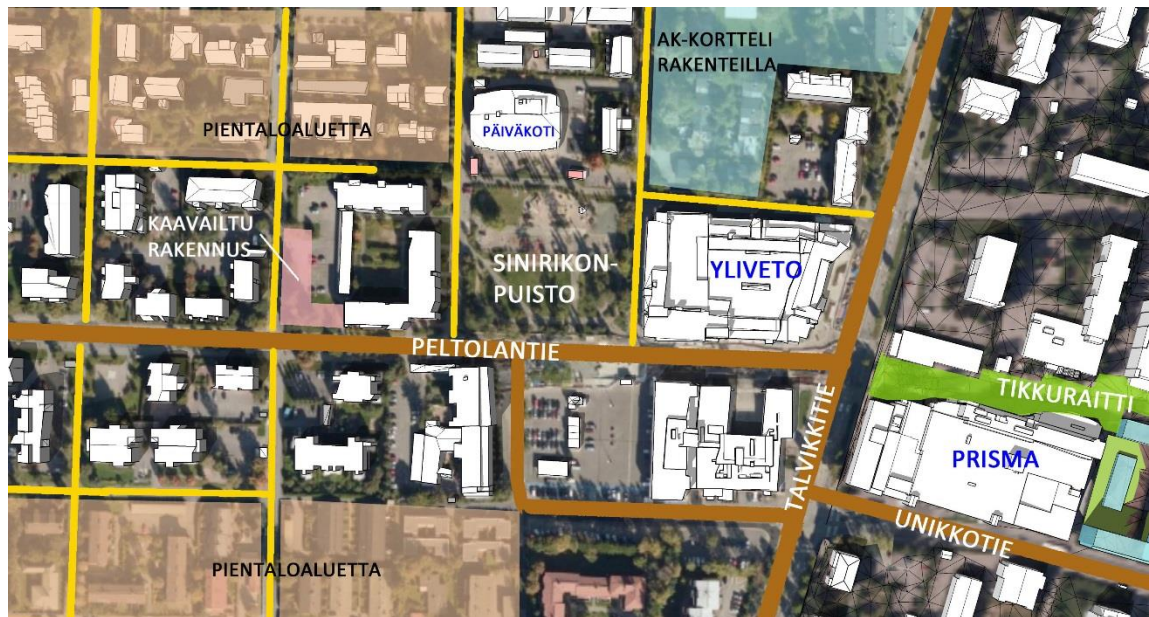 AK-KORTTELI
RAKENTEILLA
PIENTALOALUETTA
PÄIVÄKOTI
KAAVAILTU
RAKENNUS
SINIRIKON-
PUISTO
YLIVETO
PELTOLANTIE
TIKKURAITTI
TALVIKKITIE
PRISMA
UNIKKOTIE
PIENTALOALUETTA